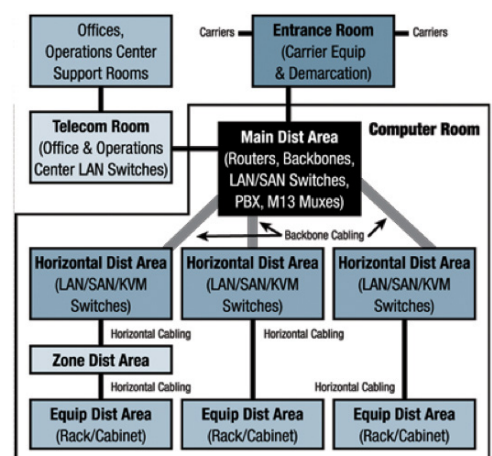 Offices,
Operations Center
Support Rooms
Carriers
Entrance Room
(Carrier Equip
& Demarcation)
Carriers
Telecom Room
(Office & Operations
Center LAN Switches)
Main Dist Area
(Routers, Backbones,
LAN/SAN Switches,
PBX, M13 Muxes)
Computer Room
Backbone Cabling
Horizontal Dist Area
(LAN/SAN/KVM
Switches)
Horizontal Dist Area
(LAN/SAN/KVM
Switches)
Horizontal Dist Area
(LAN/SAN/KVM
Switches)
Horizontal Cabling
Horizontal Cabling
Zone Dist Area
Horizontal Cabling
Horizontal Cabling
Equip Dist Area
(Rack/Cabinet)
Equip Dist Area
(Rack/Cabinet)
Equip Dist Area
(Rack/Cabinet)